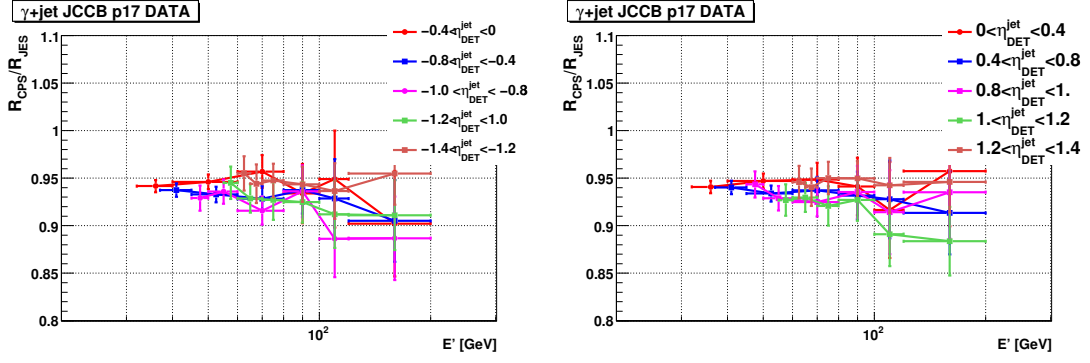 γ+jet JCCB p17 DATA
R_CPS/R_JES
1.1
1.05
1
0.95
0.9
0.85
0.8
−0.4<η^jet_DET<0
−0.8<η^jet_DET<−0.4
−1.0 <η^jet_DET< −0.8
−1.2<η^jet_DET<1.0
−1.4<η^jet_DET<−1.2
10^2
E' [GeV]
γ+jet JCCB p17 DATA
R_CPS/R_JES
1.1
1.05
1
0.95
0.9
0.85
0.8
0<η^jet_DET<0.4
0.4<η^jet_DET<0.8
0.8<η^jet_DET<1.
1.<η^jet_DET<1.2
1.2<η^jet_DET<1.4
10^2
E' [GeV]